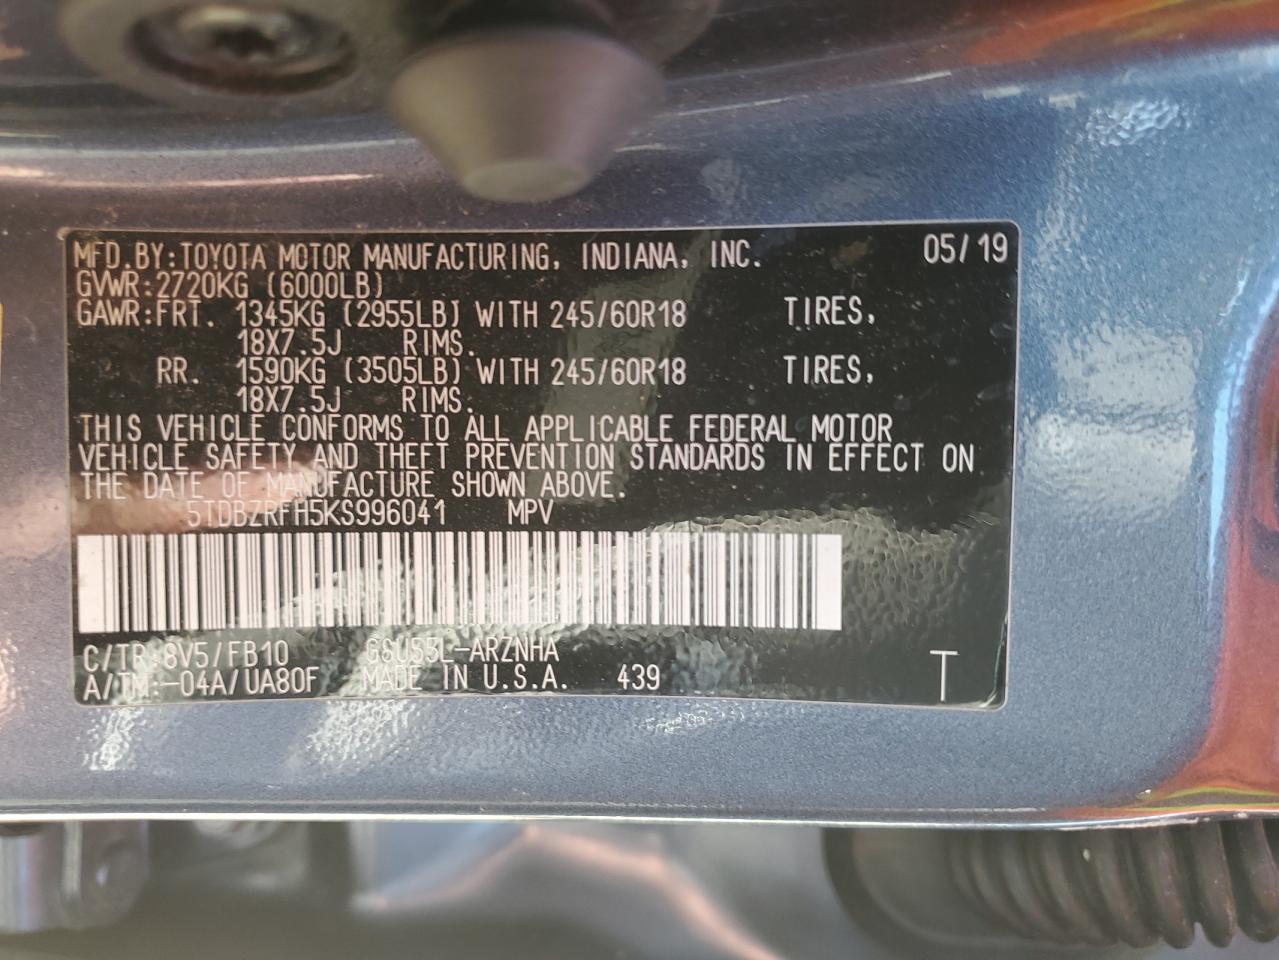 MFD.BY:TOYOTA MOTOR MANUFACTURING, INDIANA, INC. 05/19
GVWR:2720KG (6000LB)
GAWR:FRT. 1345KG (2955LB) WITH 245/60R18 TIRES,
18X7.5J RIMS.
RR. 1590KG (3505LB) WITH 245/60R18 TIRES,
18X7.5J RIMS.
THIS VEHICLE CONFORMS TO ALL APPLICABLE FEDERAL MOTOR
VEHICLE SAFETY AND THEFT PREVENTION STANDARDS IN EFFECT ON
THE DATE OF MANUFACTURE SHOWN ABOVE.
5TDBZRFH5KS996041 MPV
C/TR:8V5/FB10 GSU55L-ARZNHA
A/TM:-04A/UA80F MADE IN U.S.A. 439 T